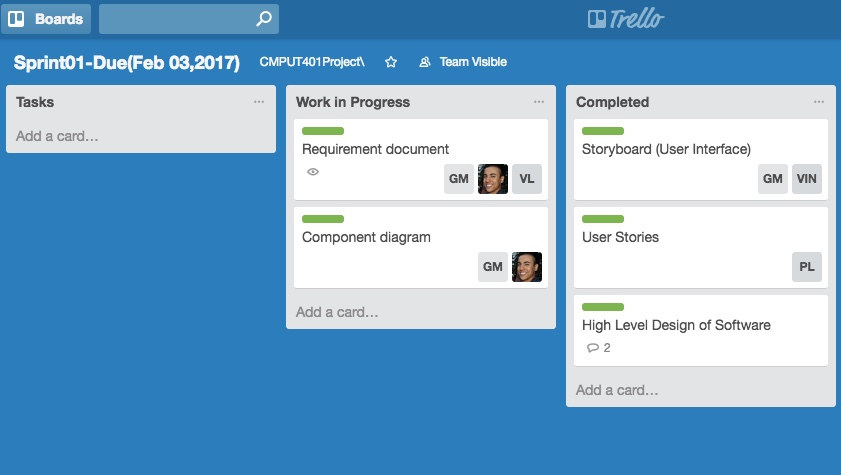 Boards
Trello
Sprint01-Due(Feb 03,2017) CMPUT401Project\ Team Visible
Tasks
Add a card…
Work in Progress
Requirement document
GM VL
Component diagram
GM
Add a card…
Completed
Storyboard (User Interface)
GM VIN
User Stories
PL
High Level Design of Software
2
Add a card…